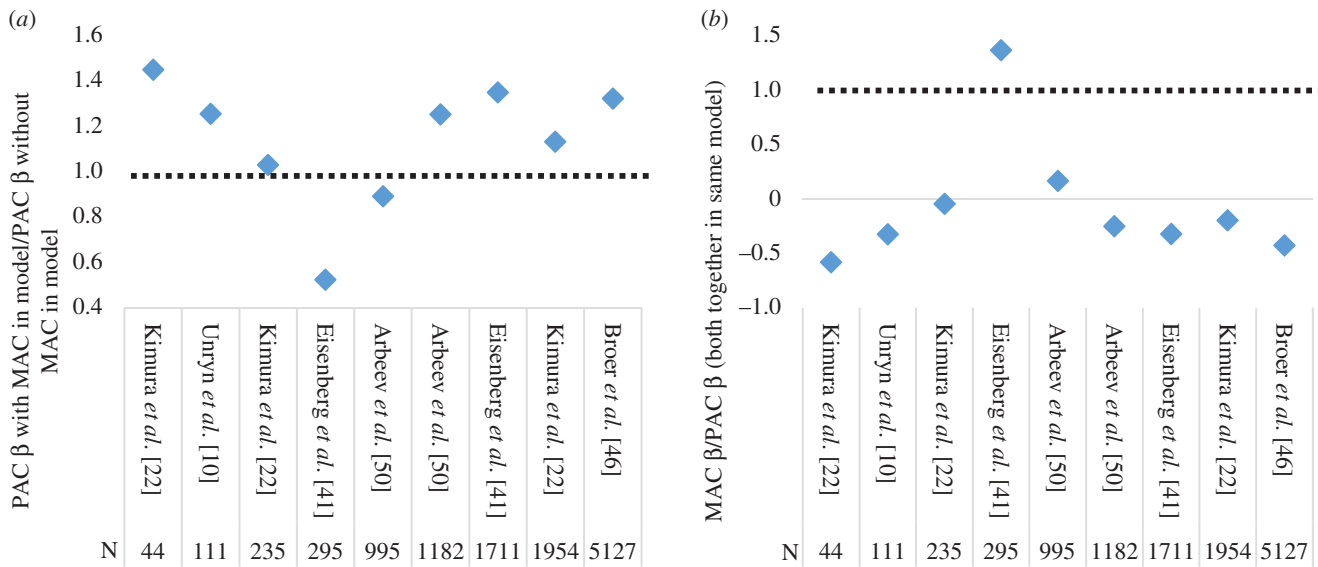 (a)
PAC β with MAC in model/PAC β without
MAC in model
1.6
1.4
1.2
1.0
0.8
0.6
0.4
Kimura et al. [22]
Unryn et al. [10]
Kimura et al. [22]
Eisenberg et al. [41]
Arbeev et al. [50]
Arbeev et al. [50]
Eisenberg et al. [41]
Kimura et al. [22]
Broer et al. [46]
N 44 111 235 295 995 1182 1711 1954 5127
(b)
MAC β/PAC β (both together in same model)
1.5
1.0
0.5
0
–0.5
–1.0
Kimura et al. [22]
Unryn et al. [10]
Kimura et al. [22]
Eisenberg et al. [41]
Arbeev et al. [50]
Arbeev et al. [50]
Eisenberg et al. [41]
Kimura et al. [22]
Broer et al. [46]
N 44 111 235 295 995 1182 1711 1954 5127